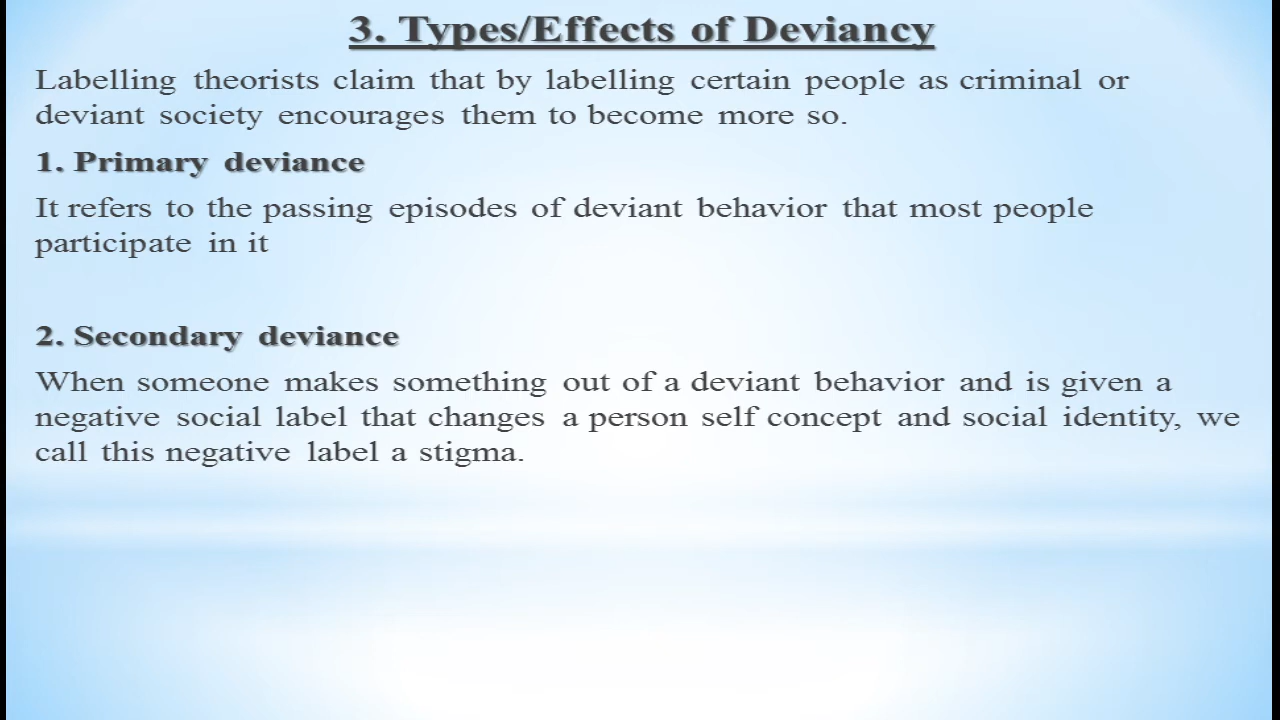 3. Types/Effects of Deviancy
Labelling theorists claim that by labelling certain people as criminal or
deviant society encourages them to become more so.
1. Primary deviance
It refers to the passing episodes of deviant behavior that most people
participate in it
2. Secondary deviance
When someone makes something out of a deviant behavior and is given a
negative social label that changes a person self concept and social identity, we
call this negative label a stigma.